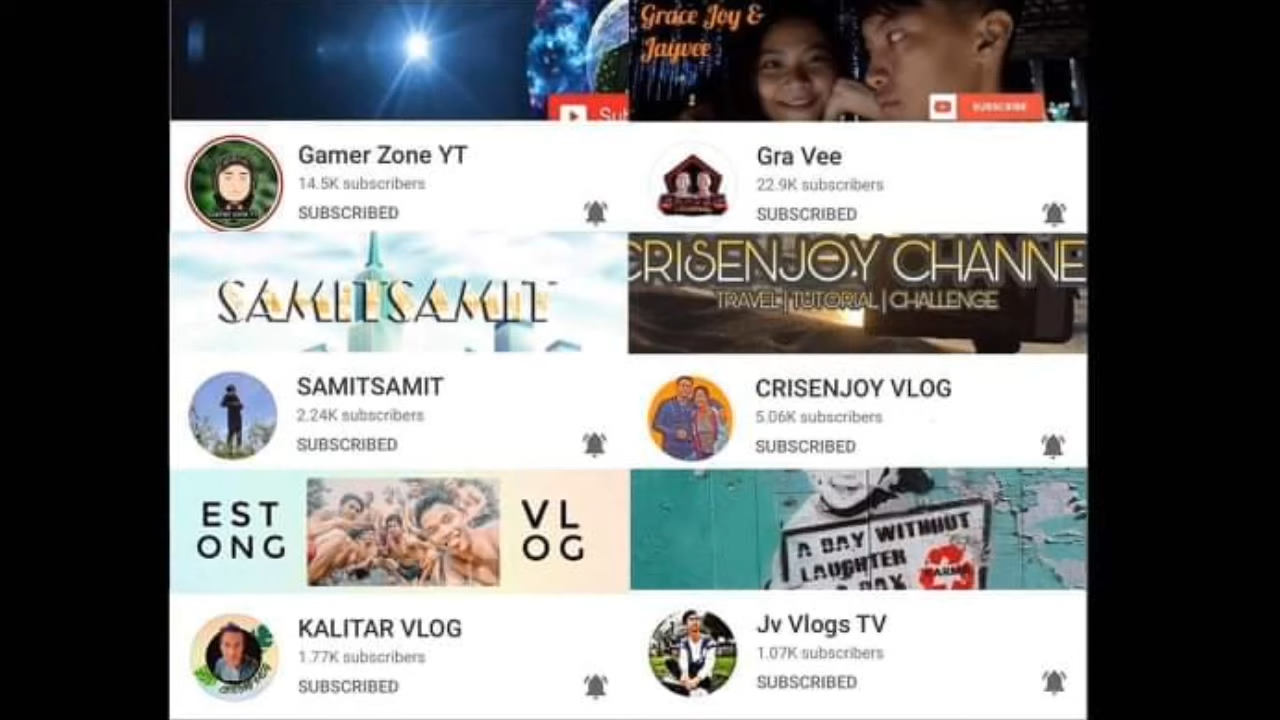 Sub
Grace Joy &
Jayvee
SUBSCRIBE
Gamer Zone YT
14.5K subscribers
SUBSCRIBED
Gra Vee
22.9K subscribers
SUBSCRIBED
SAMITSAMIT
CRISENJOY CHANNE
TRAVEL | TUTORIAL | CHALLENGE
SAMITSAMIT
2.24K subscribers
SUBSCRIBED
CRISENJOY VLOG
5.06K subscribers
SUBSCRIBED
EST
ONG
VL
OG
A DAY WITHOUT
LAUGHTER
A DAY
KALITAR VLOG
1.77K subscribers
SUBSCRIBED
Jv Vlogs TV
1.07K subscribers
SUBSCRIBED